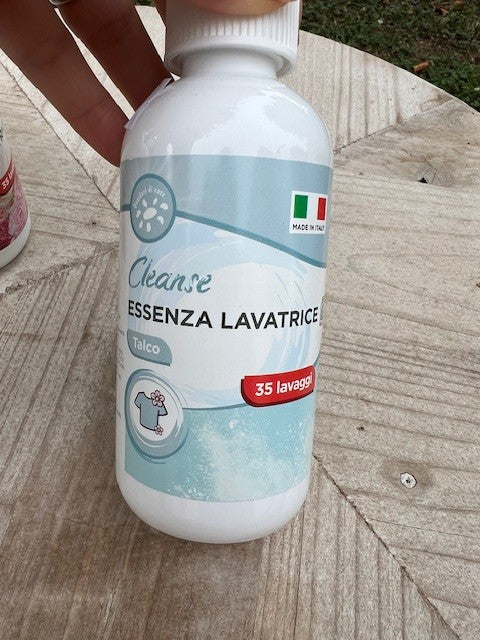 MADE IN ITALY
Cleanse
ESSENZA LAVATRICE
Talco
35 lavaggi